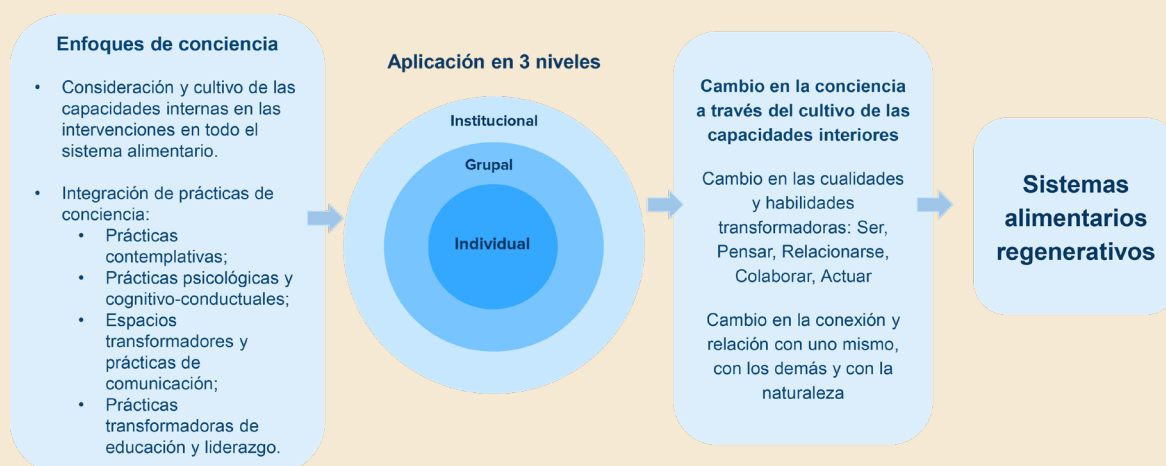 Enfoques de conciencia
• Consideración y cultivo de las
capacidades internas en las
intervenciones en todo el
sistema alimentario.
• Integración de prácticas de
conciencia:
• Prácticas
contemplativas;
• Prácticas psicológicas y
cognitivo-conductuales;
• Espacios
transformadores y
prácticas de
comunicación;
• Prácticas
transformadoras de
educación y liderazgo.
Aplicación en 3 niveles
Institucional
Grupal
Individual
Cambio en la conciencia
a través del cultivo de las
capacidades interiores
Cambio en las cualidades
y habilidades
transformadoras: Ser,
Pensar, Relacionarse,
Colaborar, Actuar
Cambio en la conexión y
relación con uno mismo,
con los demás y con la
naturaleza
Sistemas
alimentarios
regenerativos